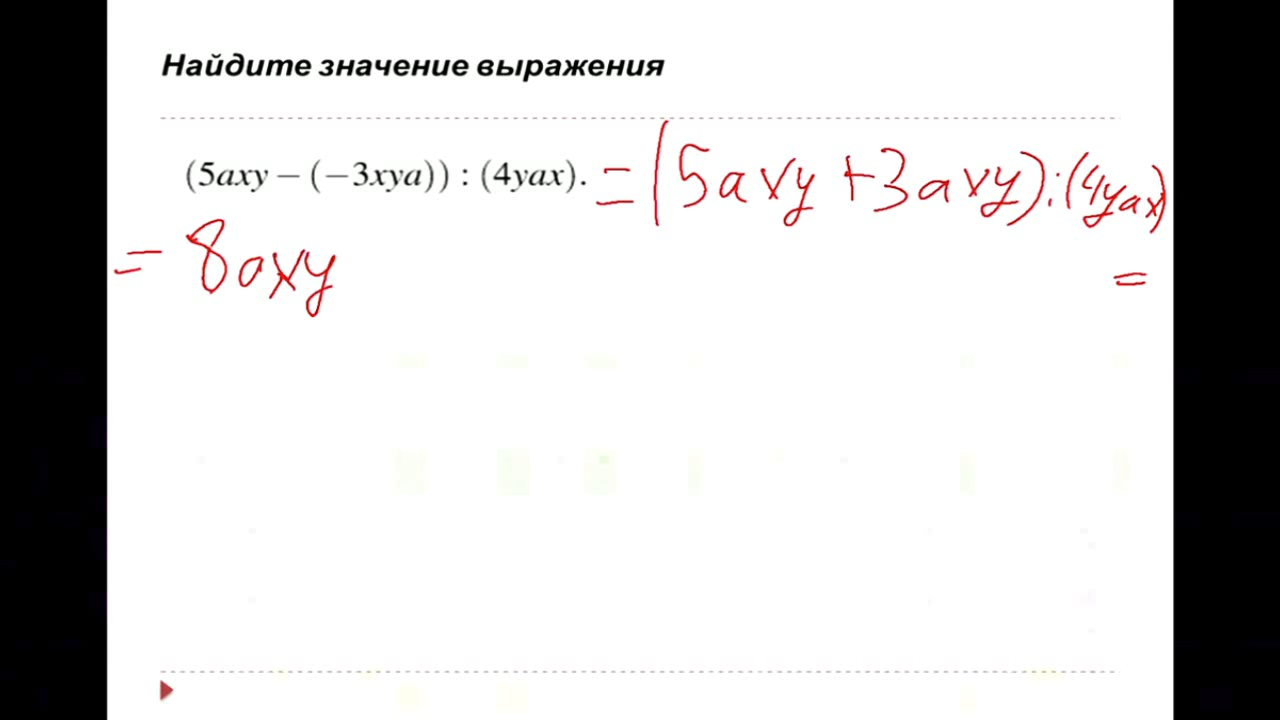 Найдите значение выражения
(5axy − (−3xya)) : (4yax). = (5axy + 3axy) : (4yax)
= 8axy =